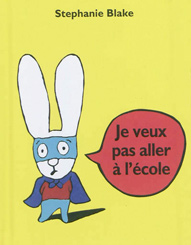 Stephanie Blake
Je veux
pas aller
à l'école